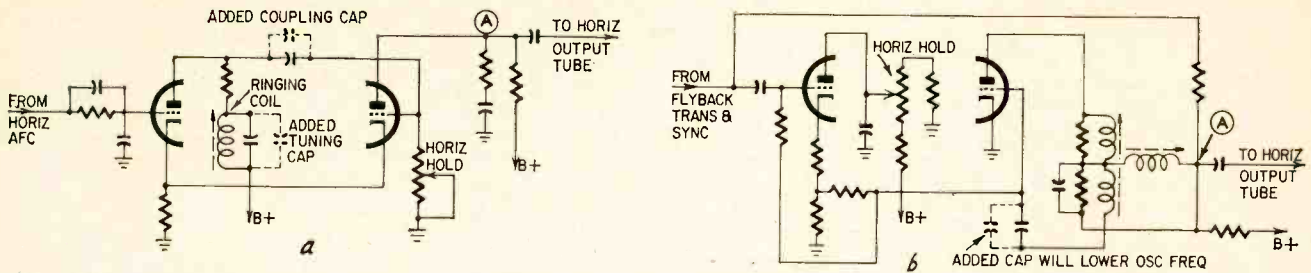 ADDED COUPLING CAP
A
TO HORIZ
OUTPUT
TUBE
FROM
HORIZ
AFC
RINGING
COIL
ADDED
TUNING
CAP
HORIZ
HOLD
B+
B+
a
HORIZ HOLD
FROM
FLYBACK
TRANS &
SYNC
A
TO HORIZ
OUTPUT
TUBE
B+
B+
ADDED CAP WILL LOWER OSC FREQ
b